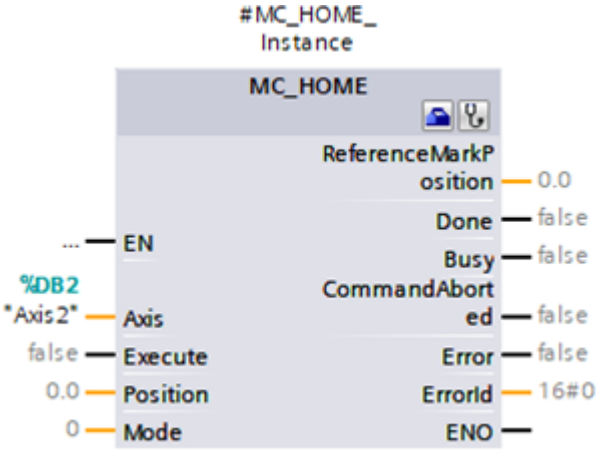 #MC_HOME_
Instance
MC_HOME
ReferenceMarkP
osition 0.0
Done false
... EN
Busy false
%DB2
CommandAbort
"Axis2" Axis
ed false
false Execute
Error false
0.0 Position
ErrorId 16#0
0 Mode
ENO